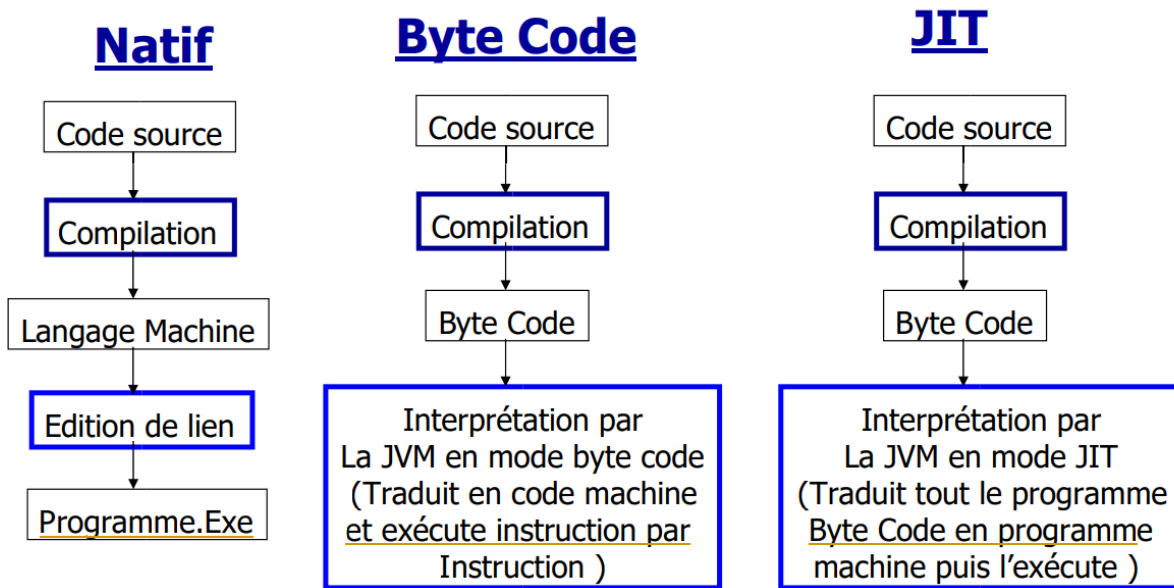 Natif
Code source
Compilation
Langage Machine
Edition de lien
Programme.Exe
Byte Code
Code source
Compilation
Byte Code
Interprétation par
La JVM en mode byte code
(Traduit en code machine
et exécute instruction par
Instruction )
JIT
Code source
Compilation
Byte Code
Interprétation par
La JVM en mode JIT
(Traduit tout le programme
Byte Code en programme
machine puis l’exécute )